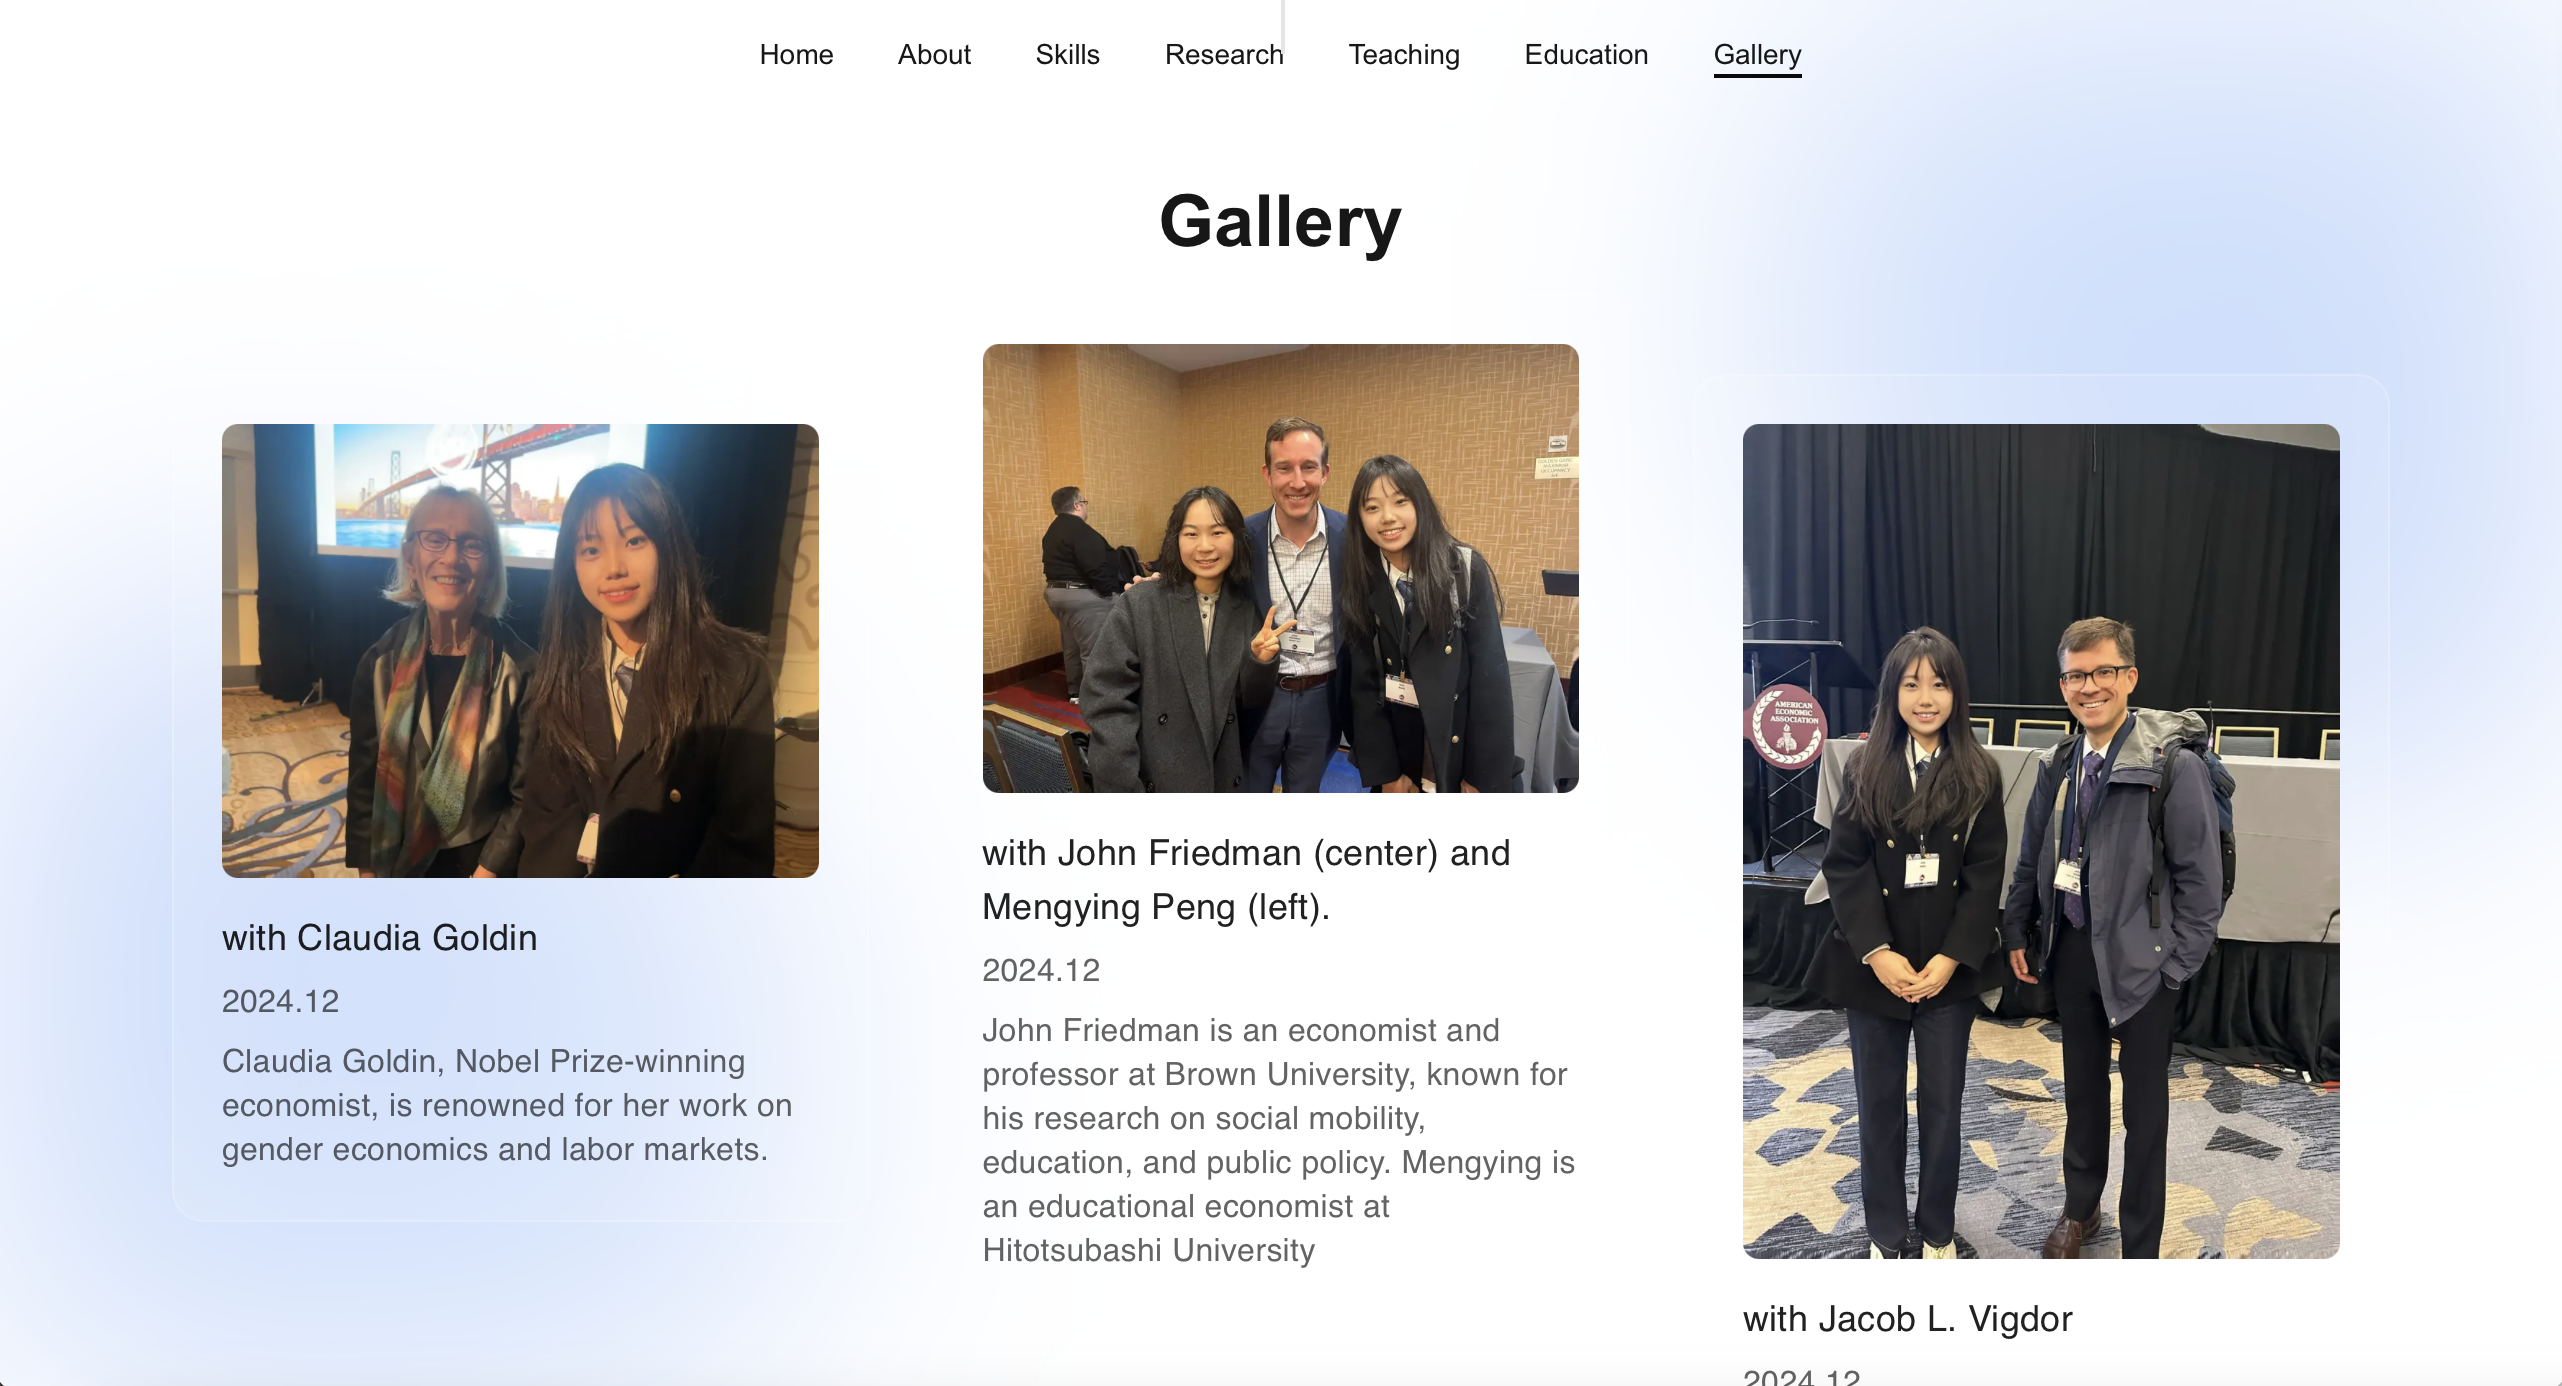 Home About Skills Research Teaching Education Gallery
Gallery
with Claudia Goldin
2024.12
Claudia Goldin, Nobel Prize-winning
economist, is renowned for her work on
gender economics and labor markets.
with John Friedman (center) and
Mengying Peng (left).
2024.12
John Friedman is an economist and
professor at Brown University, known for
his research on social mobility,
education, and public policy. Mengying is
an educational economist at
Hitotsubashi University
AMERICAN
ECONOMIC
ASSOCIATION
with Jacob L. Vigdor
2024.12